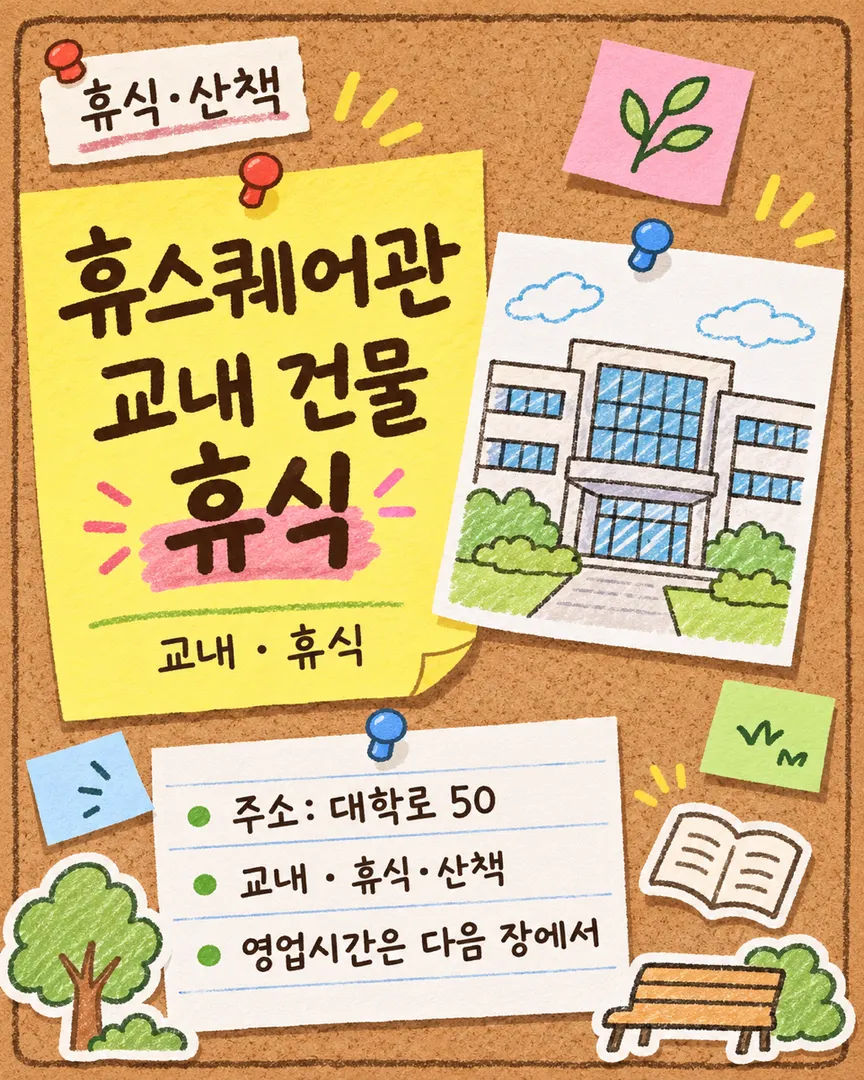 휴식·산책
휴스퀘어관
교내 건물
휴식
교내 · 휴식
주소: 대학로 50
교내 · 휴식·산책
영업시간은 다음 장에서